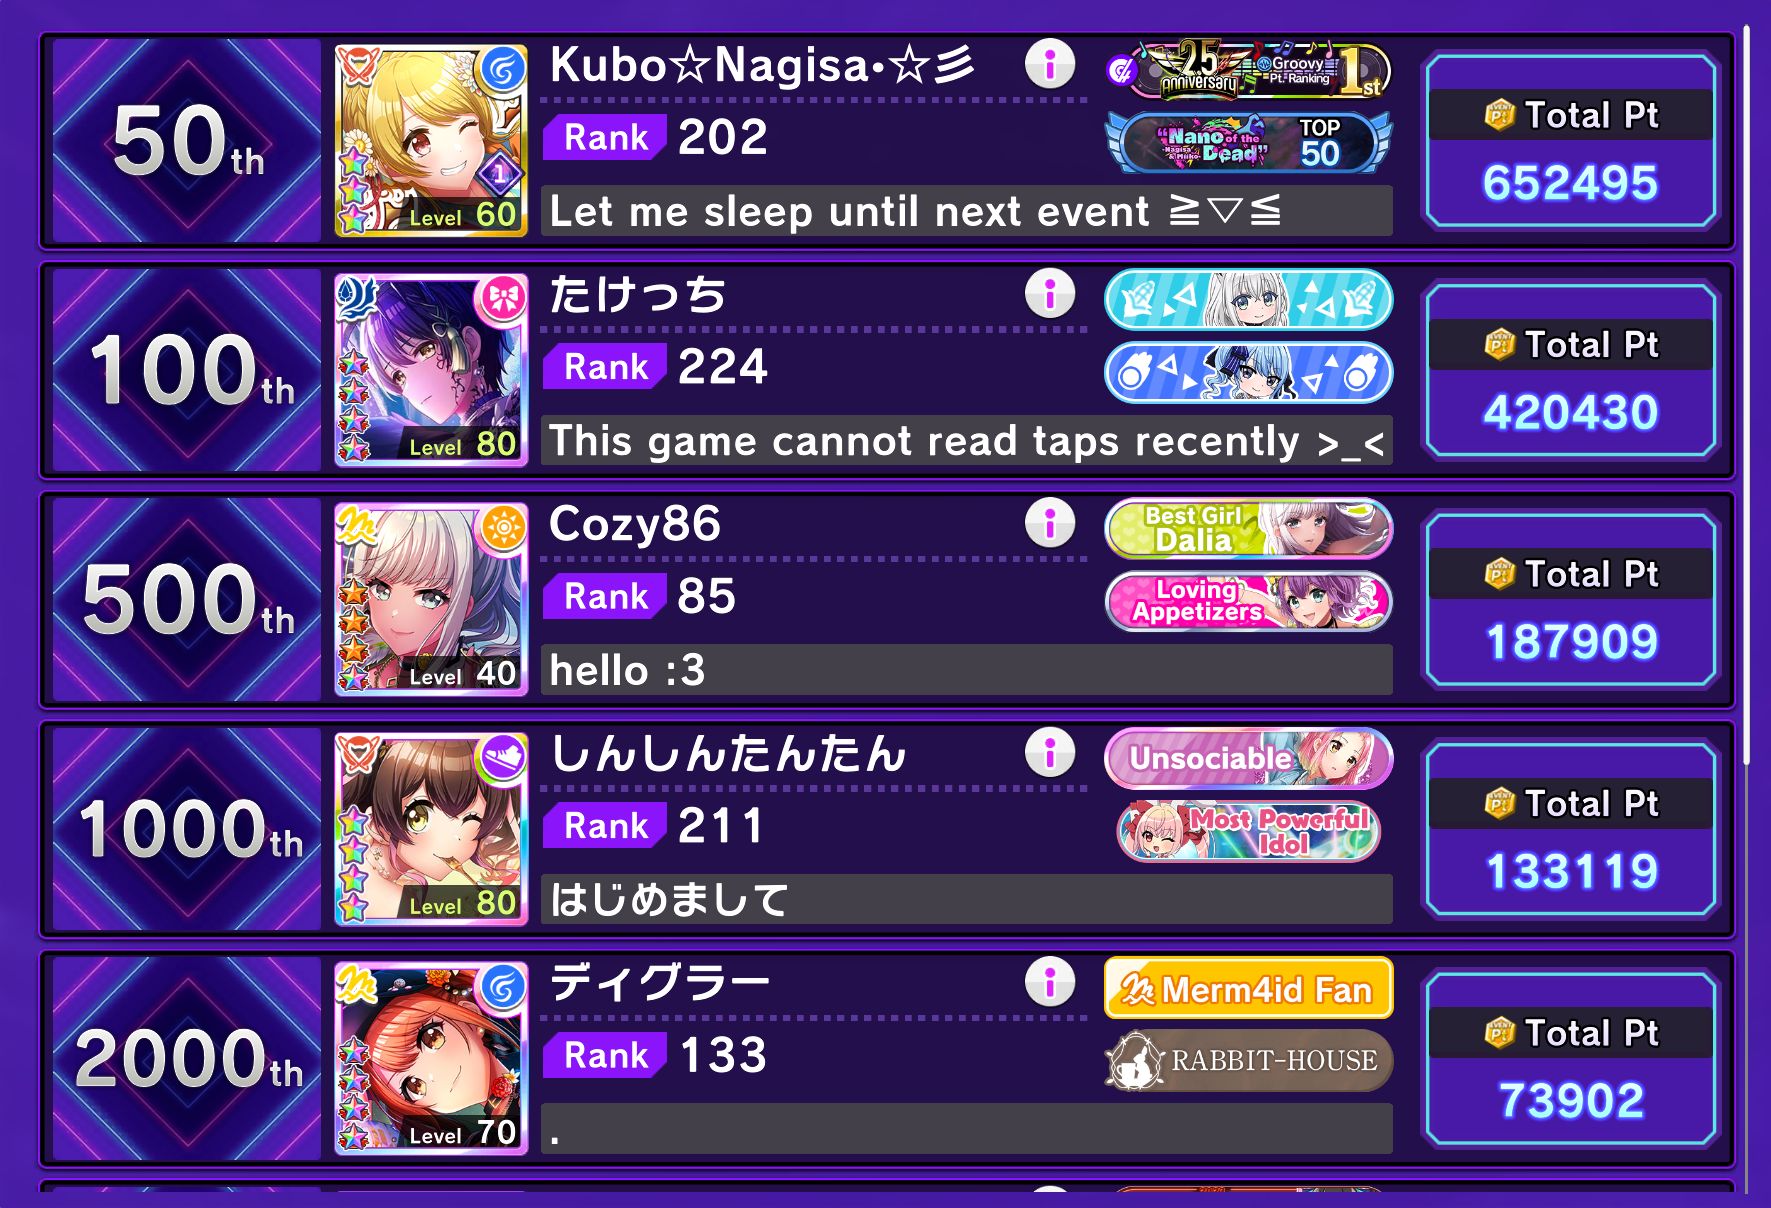 50th
Kubo☆Nagisa•☆彡
25 Anniversary Groovy Pt. Ranking 1st
Rank 202
"Nano of the Dead" -Nagisa & Miiko- TOP 50
Level 60
Let me sleep until next event ≧▽≦
Total Pt
652495
100th
たけっち
Rank 224
Level 80
This game cannot read taps recently >_<
Total Pt
420430
500th
Cozy86
Best Girl Dalia
Rank 85
Loving Appetizers
Level 40
hello :3
Total Pt
187909
1000th
しんしんたんたん
Unsociable
Rank 211
Most Powerful Idol
Level 80
はじめまして
Total Pt
133119
2000th
ディグラー
Merm4id Fan
Rank 133
RABBIT-HOUSE
Level 70
.
Total Pt
73902